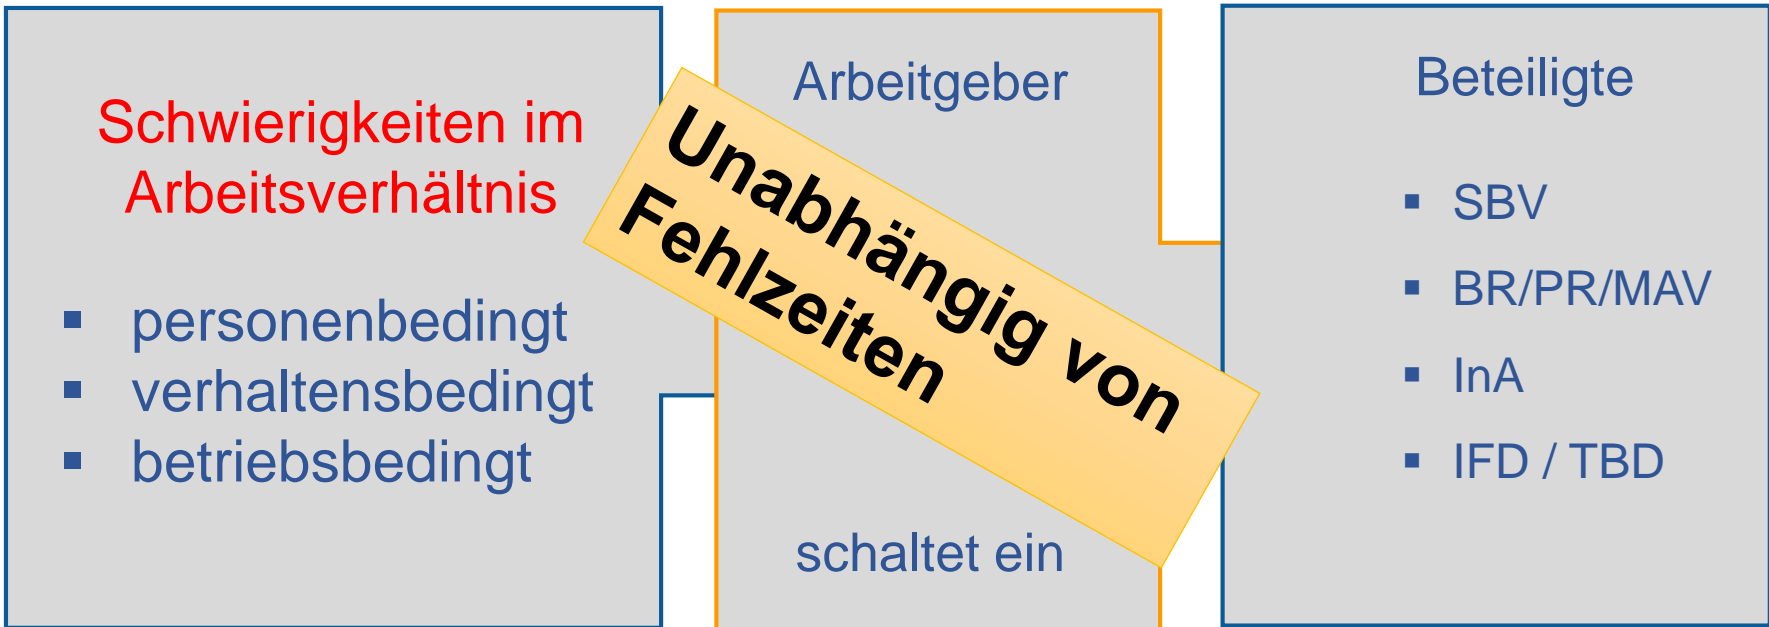 Schwierigkeiten im
Arbeitsverhältnis
▪ personenbedingt
▪ verhaltensbedingt
▪ betriebsbedingt
Arbeitgeber
Unabhängig von
Fehlzeiten
schaltet ein
Beteiligte
▪ SBV
▪ BR/PR/MAV
▪ InA
▪ IFD / TBD